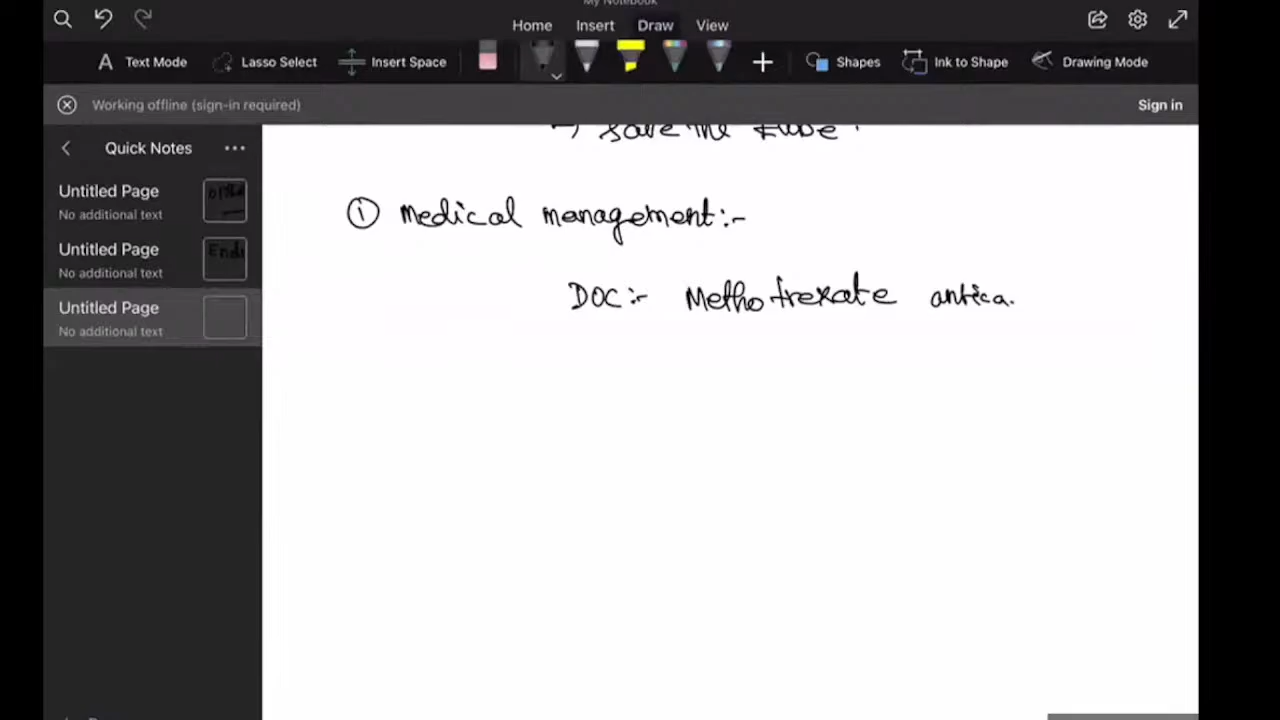 My Notebook
Home Insert Draw View
Text Mode Lasso Select Insert Space Shapes Ink to Shape Drawing Mode
Working offline (sign-in required) Sign in
Quick Notes
Untitled Page
No additional text
Untitled Page
No additional text
Untitled Page
No additional text
→ save the tube.
① Medical management:-
DOC:- Methotrexate antica.